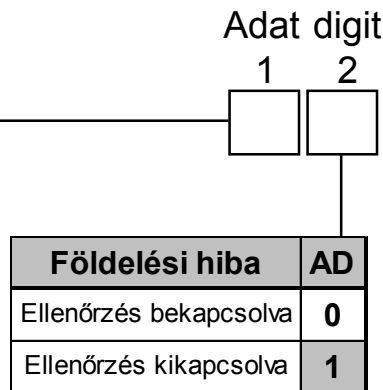 Adat digit
1 2
Földelési hiba AD
Ellenőrzés bekapcsolva 0
Ellenőrzés kikapcsolva 1